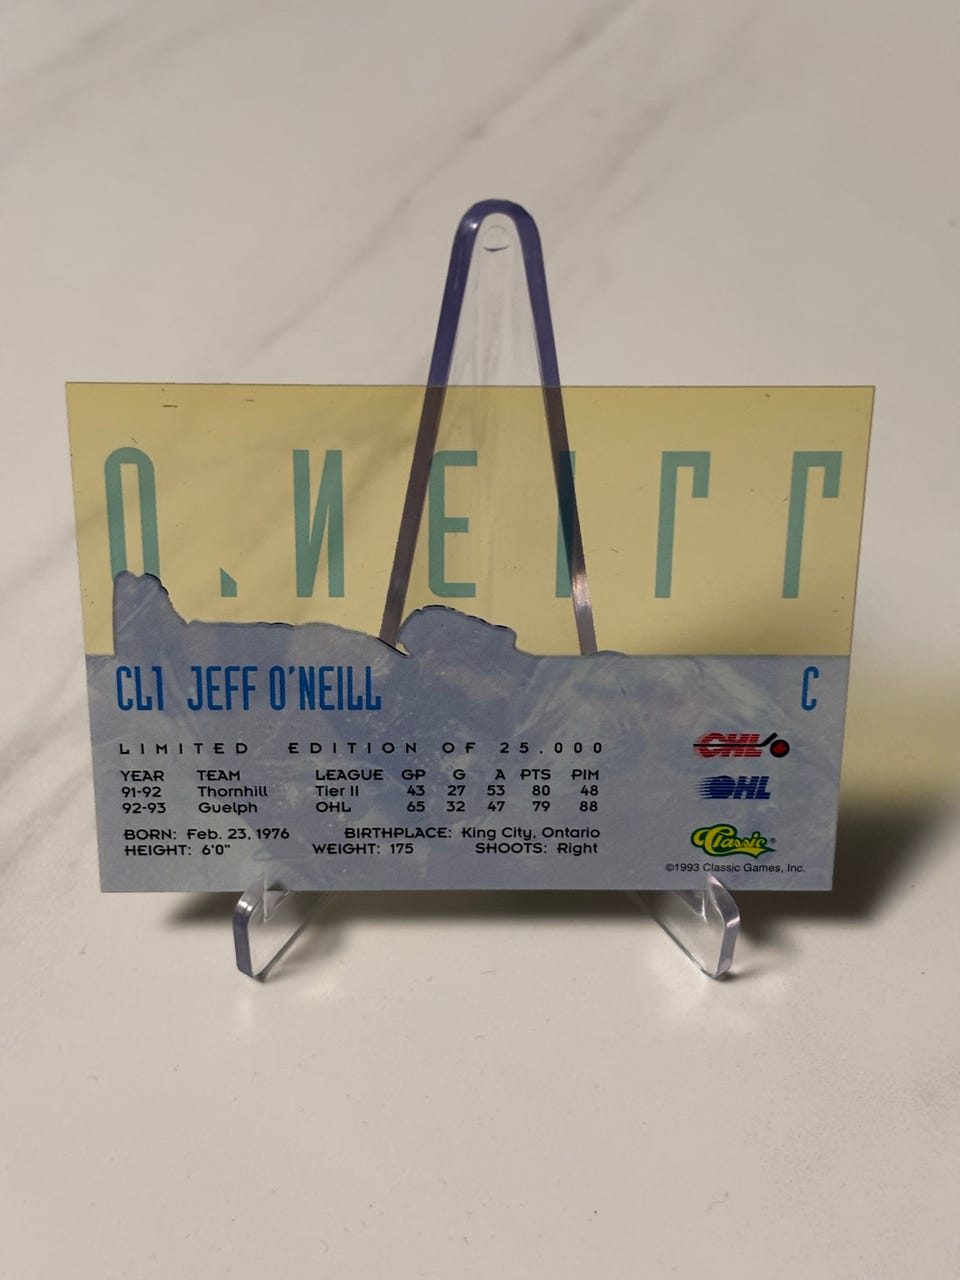 O'NEILL
CL1 JEFF O'NEILL C
LIMITED EDITION OF 25,000
YEAR TEAM LEAGUE GP G A PTS PIM
91-92 Thornhill Tier II 43 27 53 80 48
92-93 Guelph OHL 65 32 47 79 88
BORN: Feb. 23, 1976 BIRTHPLACE: King City, Ontario
HEIGHT: 6'0" WEIGHT: 175 SHOOTS: Right
CHL
OHL
Classic®
©1993 Classic Games, Inc.